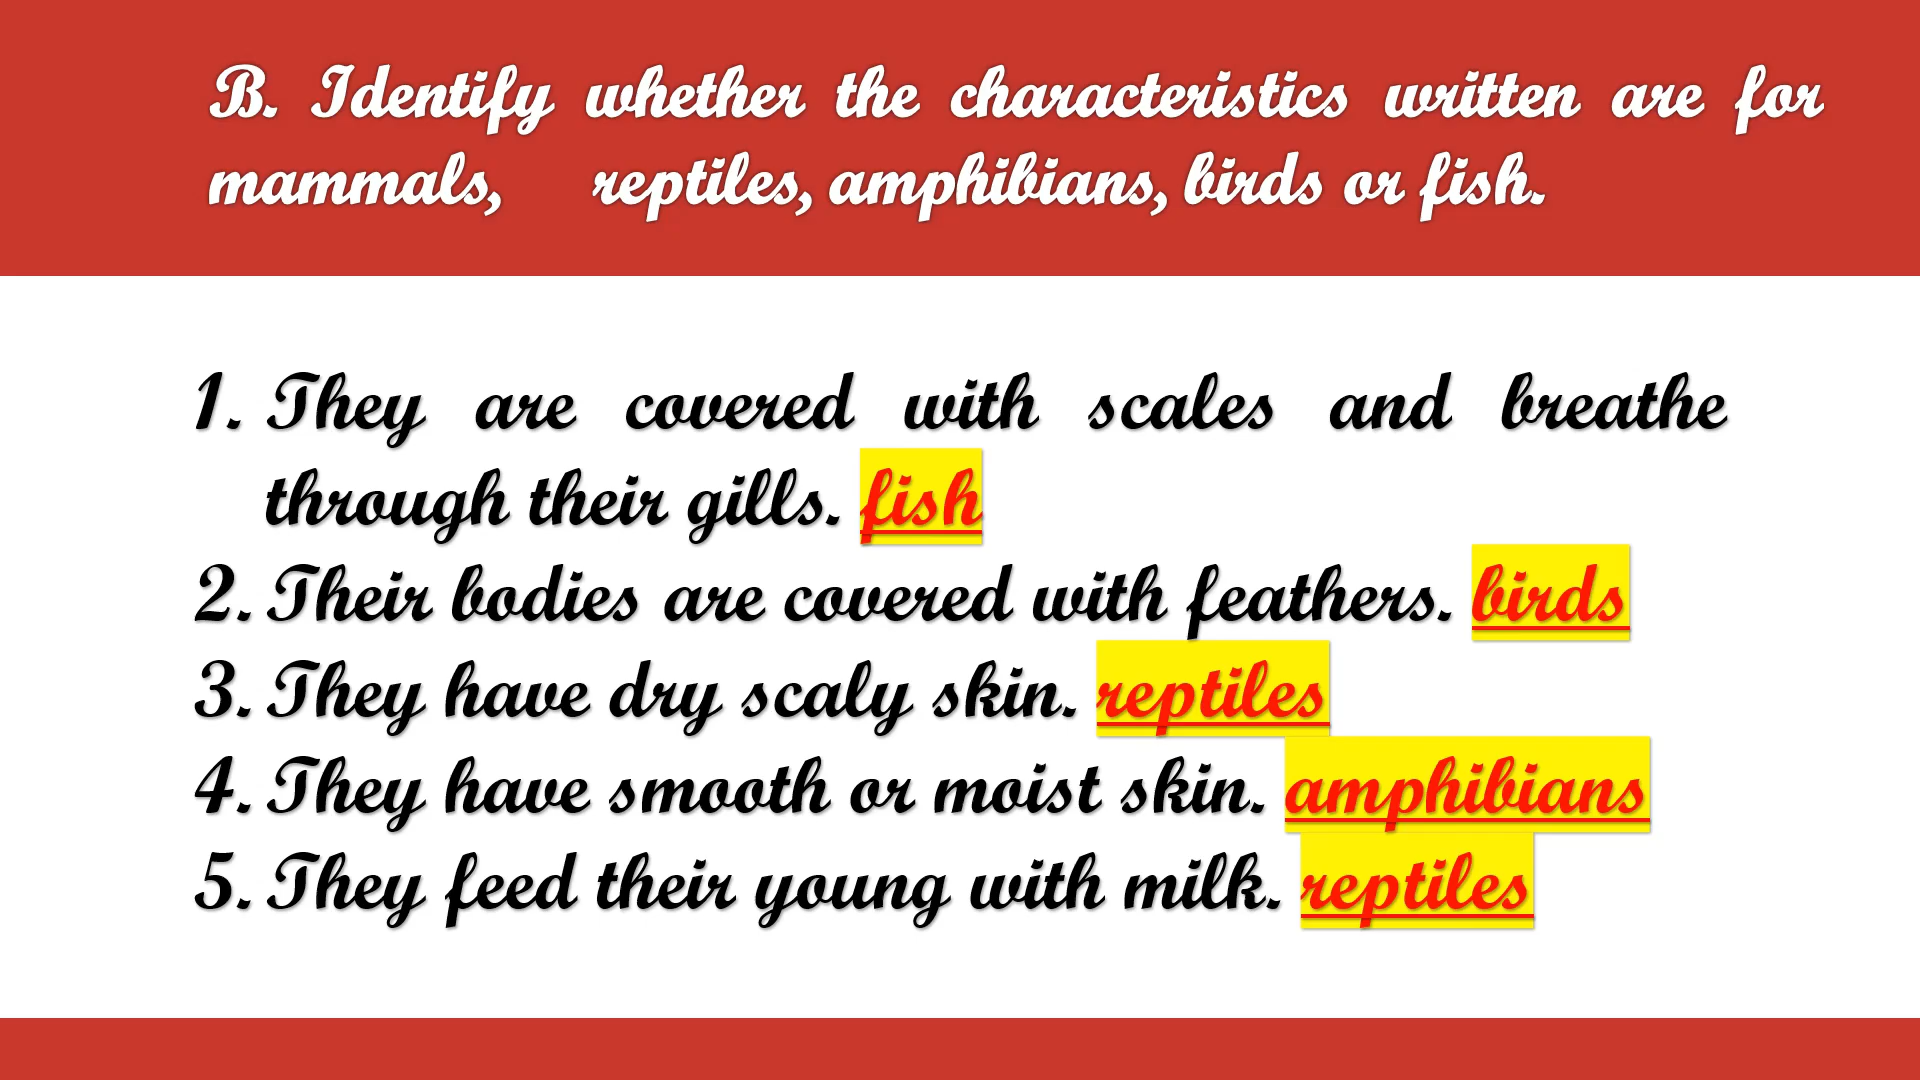 B. Identify whether the characteristics written are for
mammals, reptiles, amphibians, birds or fish.
1. They are covered with scales and breathe
through their gills. fish
2. Their bodies are covered with feathers. birds
3. They have dry scaly skin. reptiles
4. They have smooth or moist skin. amphibians
5. They feed their young with milk. reptiles